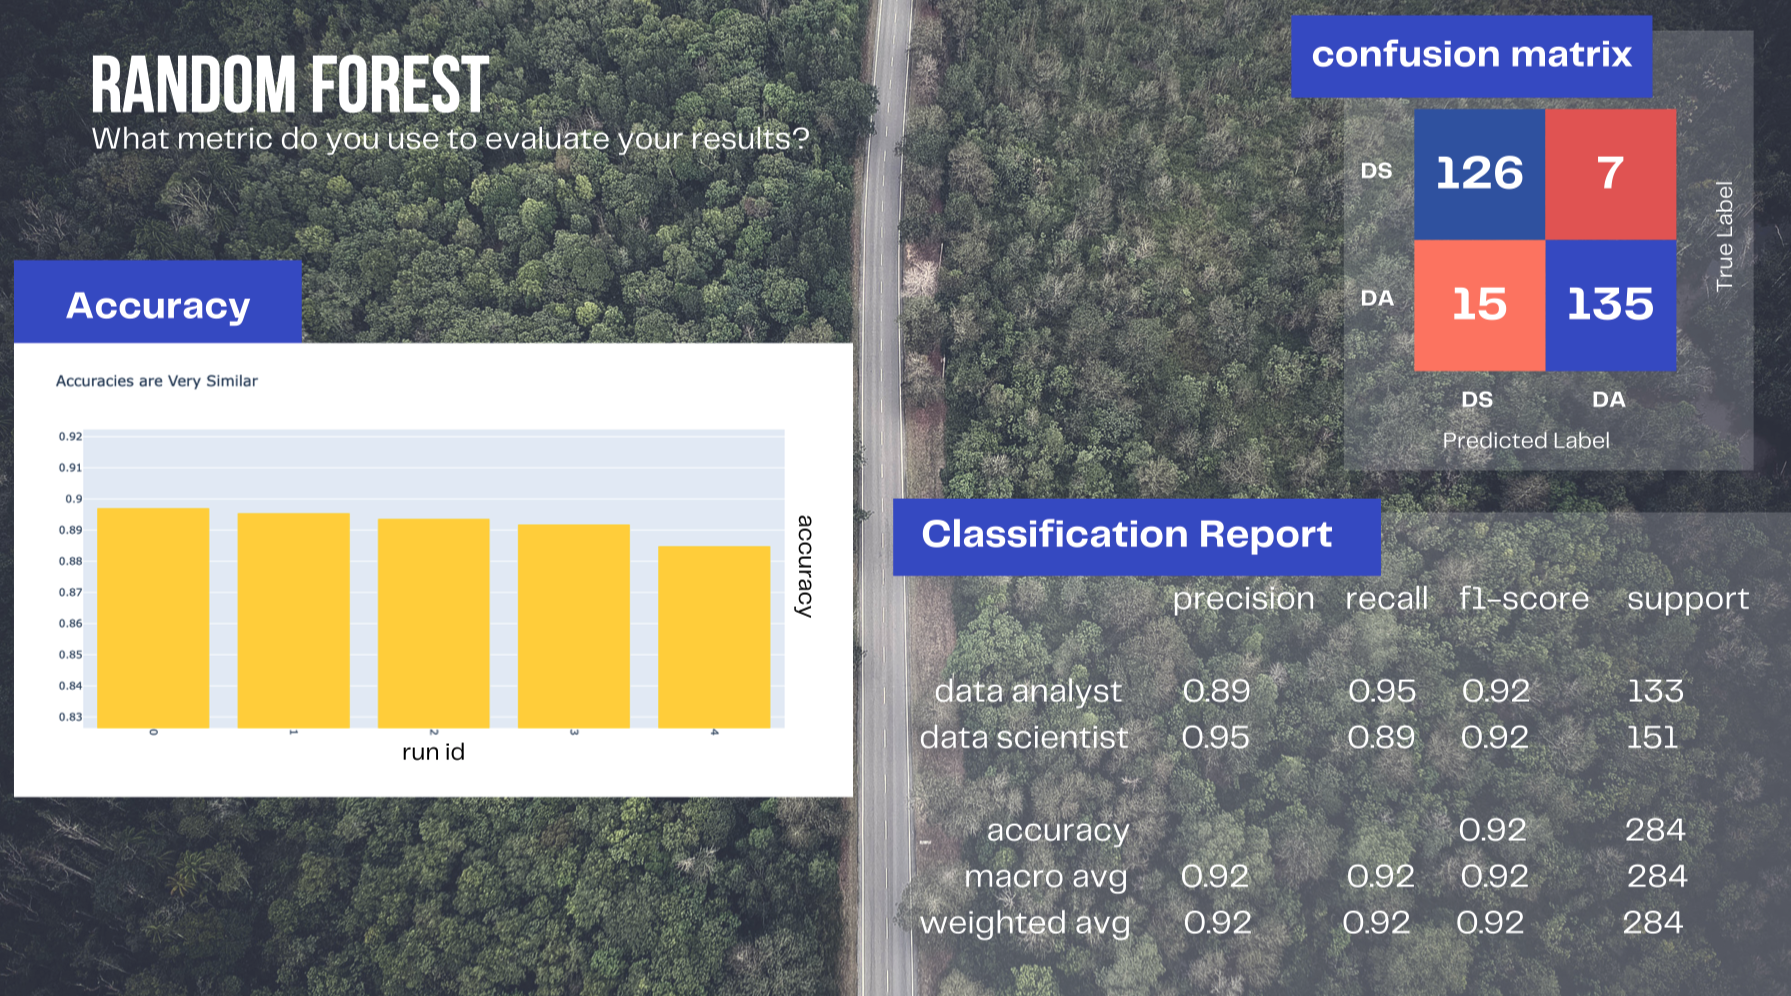 RANDOM FOREST
What metric do you use to evaluate your results?
Accuracy
Accuracies are Very Similar
0.92
0.91
0.9
0.89
0.88
0.87
0.86
0.85
0.84
0.83
0 1 2 3 4
run id
accuracy
confusion matrix
DS 126 7
DA 15 135
DS DA
Predicted Label
True Label
Classification Report
precision recall f1-score support
data analyst 0.89 0.95 0.92 133
data scientist 0.95 0.89 0.92 151
accuracy 0.92 284
macro avg 0.92 0.92 0.92 284
weighted avg 0.92 0.92 0.92 284